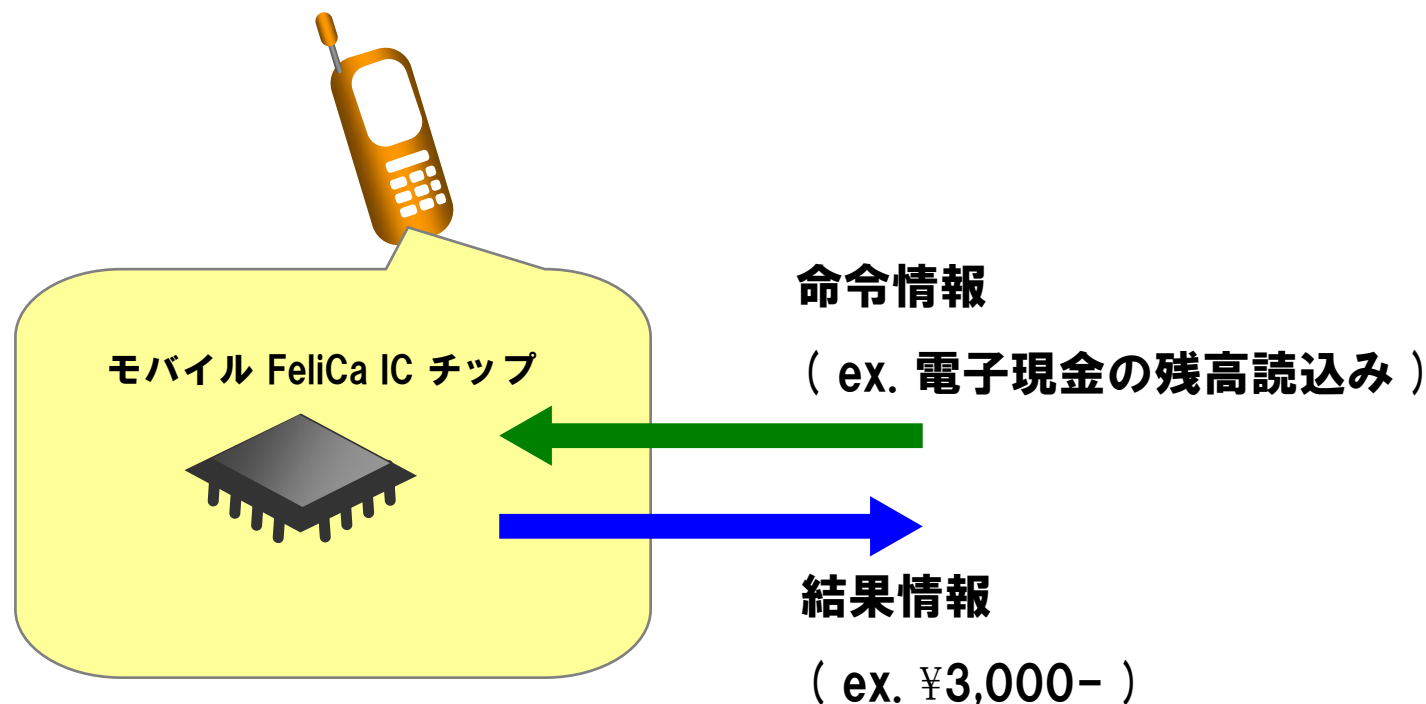 命令情報
( ex. 電子現金の残高読込み )
モバイル FeliCa IC チップ
結果情報
( ex. ¥3,000− )